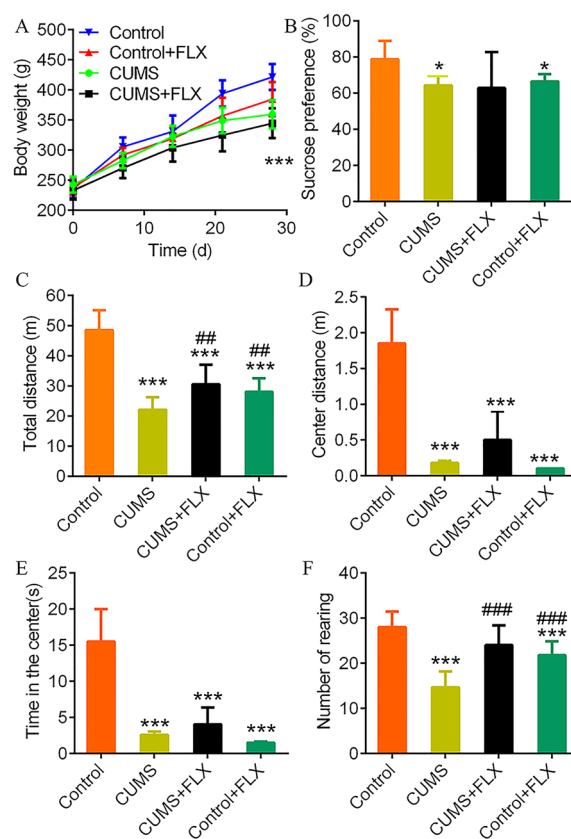 A
Control
Control+FLX
CUMS
CUMS+FLX
Body weight (g)
450
400
350
300
250
200
0
10
20
30
Time (d)
***
B
Sucrose preference (%)
100
80
60
40
20
0
*
*
Control
CUMS
CUMS+FLX
Control+FLX
C
Total distance (m)
60
50
40
30
20
10
0
***
##
***
##
***
Control
CUMS
CUMS+FLX
Control+FLX
D
Center distance (m)
2.5
2.0
1.5
1.0
0.5
0.0
***
***
***
Control
CUMS
CUMS+FLX
Control+FLX
E
Time in the center(s)
25
20
15
10
5
0
***
***
***
Control
CUMS
CUMS+FLX
Control+FLX
F
Number of rearing
40
30
20
10
0
***
###
###
***
Control
CUMS
CUMS+FLX
Control+FLX